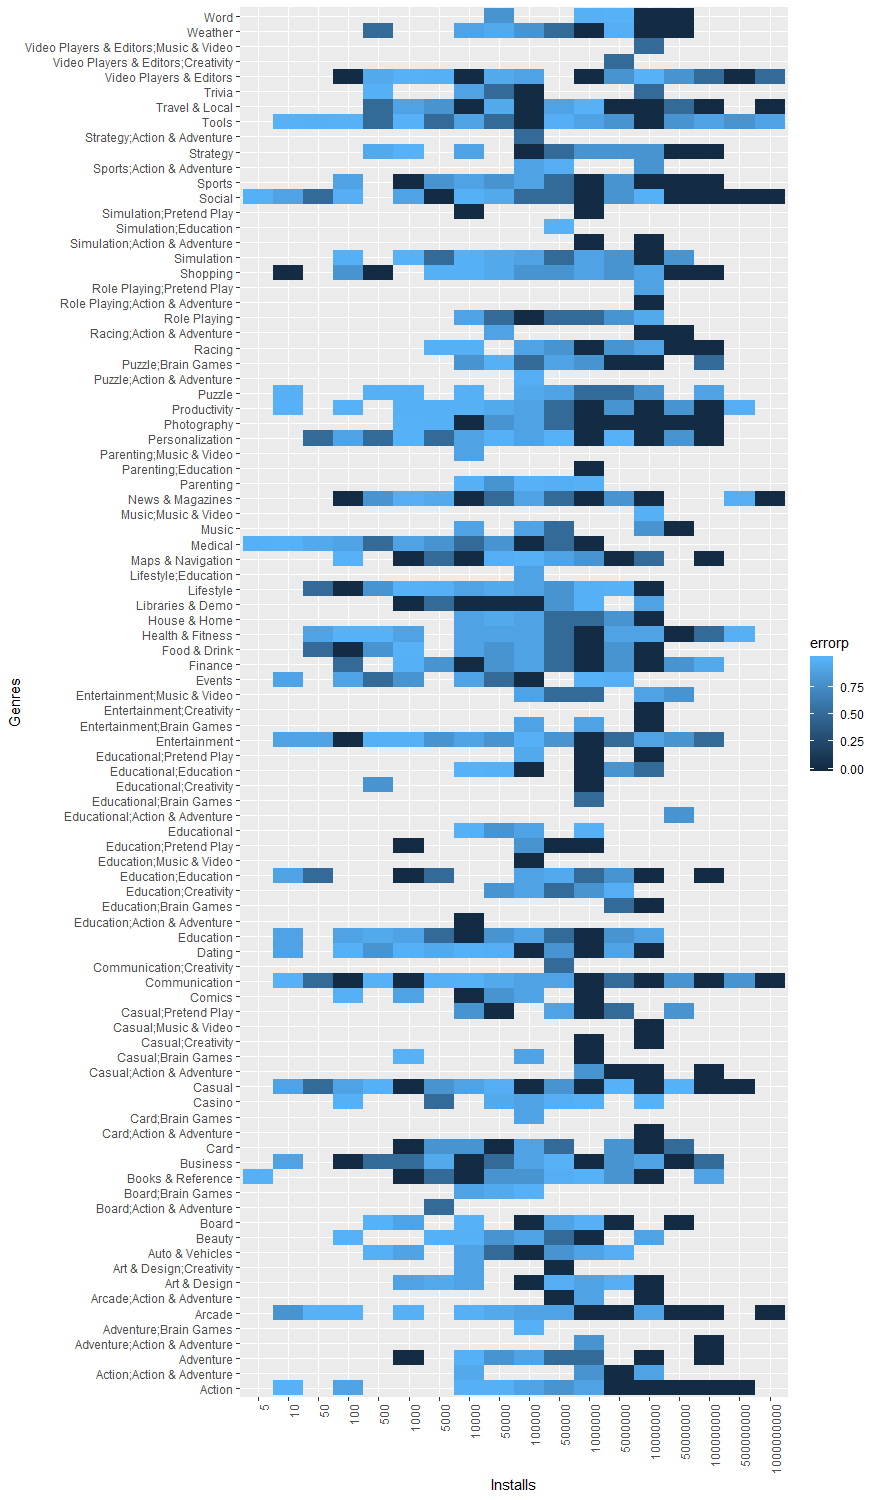 Word
Weather
Video Players & Editors;Music & Video
Video Players & Editors;Creativity
Video Players & Editors
Trivia
Travel & Local
Tools
Strategy;Action & Adventure
Strategy
Sports;Action & Adventure
Sports
Social
Simulation;Pretend Play
Simulation;Education
Simulation;Action & Adventure
Simulation
Shopping
Role Playing;Pretend Play
Role Playing;Action & Adventure
Role Playing
Racing;Action & Adventure
Racing
Puzzle;Brain Games
Puzzle;Action & Adventure
Puzzle
Productivity
Photography
Personalization
Parenting;Music & Video
Parenting;Education
Parenting
News & Magazines
Music;Music & Video
Music
Medical
Maps & Navigation
Lifestyle;Education
Lifestyle
Libraries & Demo
House & Home
Health & Fitness
Food & Drink
Finance
Events
Entertainment;Music & Video
Entertainment;Creativity
Entertainment;Brain Games
Entertainment
Educational;Pretend Play
Educational;Education
Educational;Creativity
Educational;Brain Games
Educational;Action & Adventure
Educational
Education;Pretend Play
Education;Music & Video
Education;Education
Education;Creativity
Education;Brain Games
Education;Action & Adventure
Education
Dating
Communication;Creativity
Communication
Comics
Casual;Pretend Play
Casual;Music & Video
Casual;Creativity
Casual;Brain Games
Casual;Action & Adventure
Casual
Casino
Card;Brain Games
Card;Action & Adventure
Card
Business
Books & Reference
Board;Brain Games
Board;Action & Adventure
Board
Beauty
Auto & Vehicles
Art & Design;Creativity
Art & Design
Arcade;Action & Adventure
Arcade
Adventure;Brain Games
Adventure;Action & Adventure
Adventure
Action;Action & Adventure
Action
Genres
5
10
50
100
500
1000
5000
10000
50000
100000
500000
1000000
5000000
10000000
50000000
100000000
500000000
1000000000
Installs
errorp
0.75
0.50
0.25
0.00